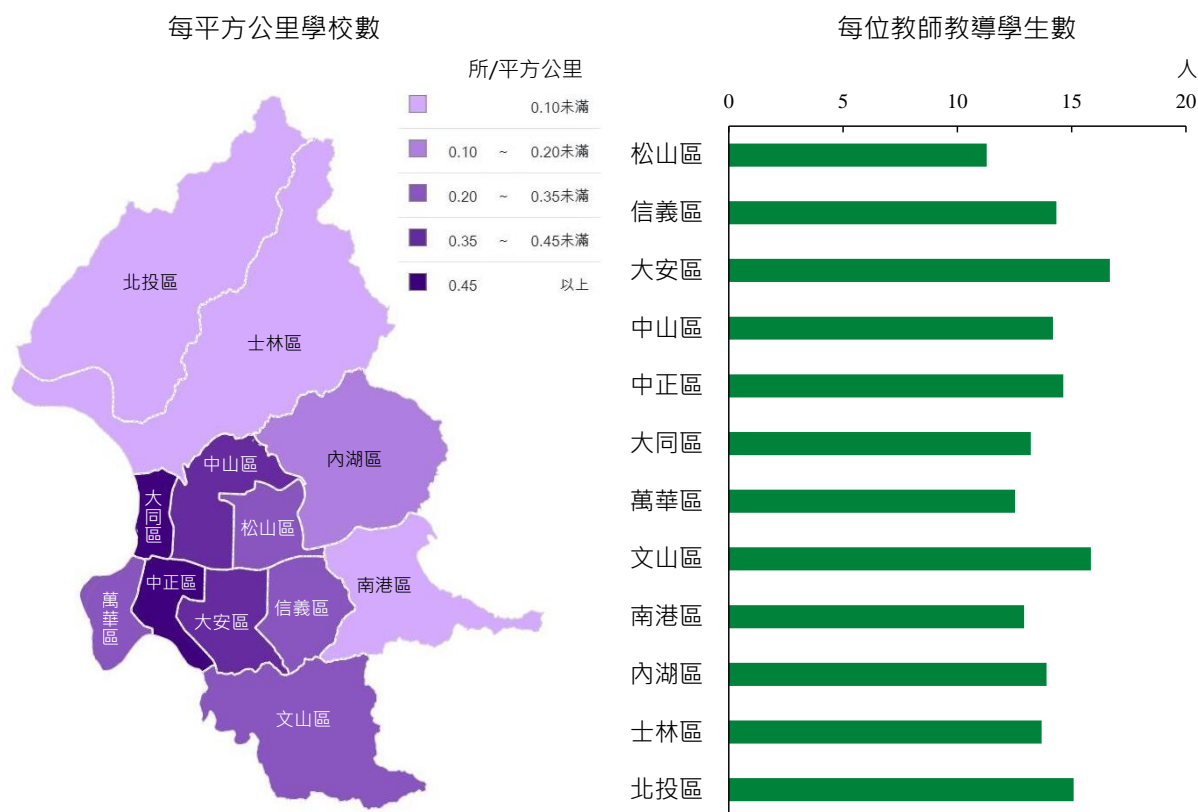 每平方公里學校數
所/平方公里
0.10未滿
0.10 ~ 0.20未滿
0.20 ~ 0.35未滿
0.35 ~ 0.45未滿
0.45 以上
北投區
士林區
內湖區
中山區
大同區
松山區
中正區
大安區
信義區
南港區
萬華區
文山區
每位教師教導學生數
人
0 5 10 15 20
松山區
信義區
大安區
中山區
中正區
大同區
萬華區
文山區
南港區
內湖區
士林區
北投區